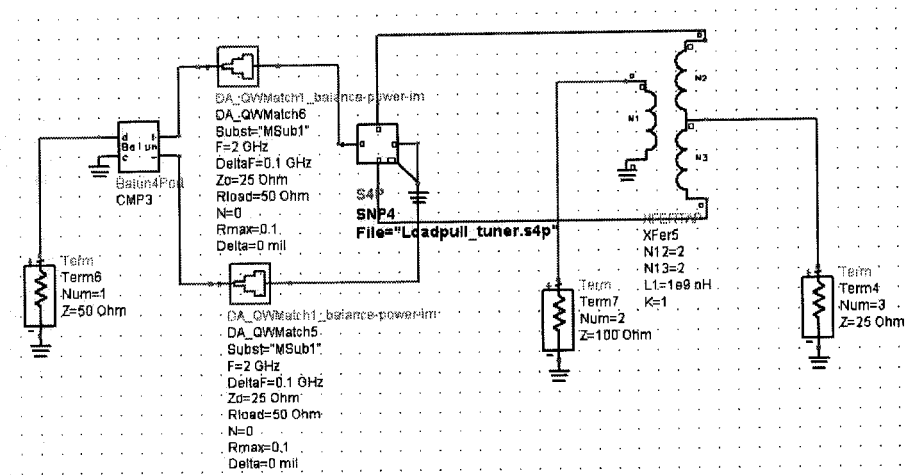 DA_QWMatch1_balance-power-im
DA_QWMatch6
Subst="MSub1"
F=2 GHz
DeltaF=0.1 GHz
Zo=25 Ohm
Rload=50 Ohm
N=0
Rmax=0.1
Delta=0 mil
d t
Balun
c -
Balun4Port
CMP3
S4P
SNP4
File="Loadpull_tuner.s4p"
N1
N2
N3
XFERTAP
XFer5
N12=2
N13=2
L1=1e9 nH
K=1
Term
Term6
Num=1
Z=50 Ohm
DA_QWMatch1_balance-power-im
DA_QWMatch5
Subst="MSub1"
F=2 GHz
DeltaF=0.1 GHz
Zo=25 Ohm
Rload=50 Ohm
N=0
Rmax=0.1
Delta=0 mil
Term
Term7
Num=2
Z=100 Ohm
Term
Term4
Num=3
Z=25 Ohm